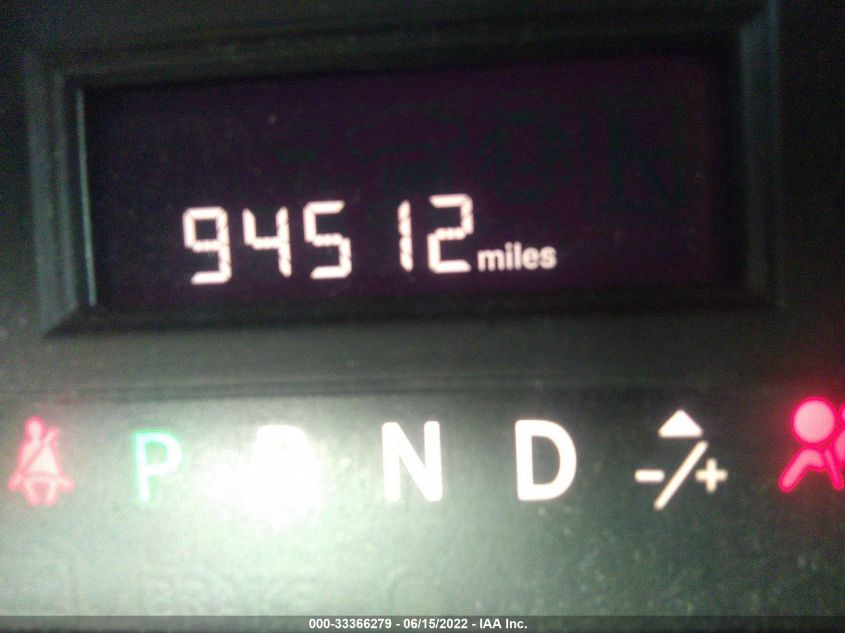 94512 miles
P N D -/+
000-33366279 - 06/15/2022 - IAA Inc.